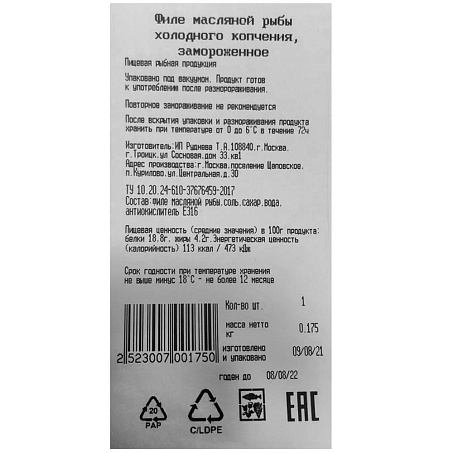 Филе масляной рыбы
холодного копчения,
замороженное
Пищевая рыбная продукция
Упаковано под вакуумом. Продукт готов
к употреблению после разморораживания.
Повторное замораживание не рекомендуется
После вскрытия упаковки и размораживания продукта
хранить при температуре от 0 до 6°С в течение 72ч
Изготовитель:ИП Руднева Т.А.108840.г.Москва.
г.Троицк.ул Сосновая.дом 33.кв1
Адрес производства:г.Москва.поселение Щаповское.
п.Курилово.ул.Центральная.д.30
ТУ 10.20.24-610-37676459-2017
Состав:филе масляной рыбы.соль.сахар.вода.
антиокислитель Е316
Пищевая ценность (средние значения) в 100г продукта:
белки 18.8г. жиры 4.2г.Энергетическая ценность
(калорийность) 113 ккал / 473 кДж
Срок годности при температуре хранения
не выше минус 18°С - не более 12 месяце
Кол-во шт. 1
масса нетто
кг 0.175
изготовлено
и упаковано 09/08/21
2 523007 001750
годен до 08/08/22
20
PAP
C/LDPE
EAC